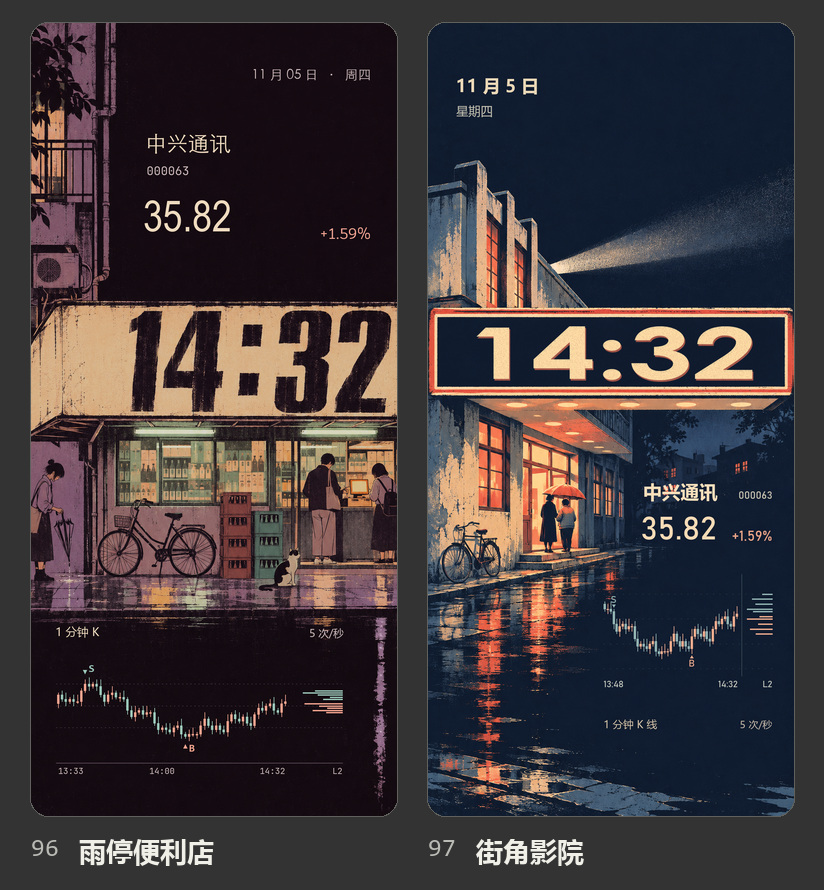 11 月 05 日 · 周四
中兴通讯
000063
35.82
+1.59%
14:32
1 分钟 K
5 次/秒
S
B
13:33 14:00 14:32 L2
96 雨停便利店
11 月 5 日
星期四
14:32
中兴通讯 000063
35.82 +1.59%
S
B
13:48 14:32 L2
1 分钟 K 线 5 次/秒
97 街角影院